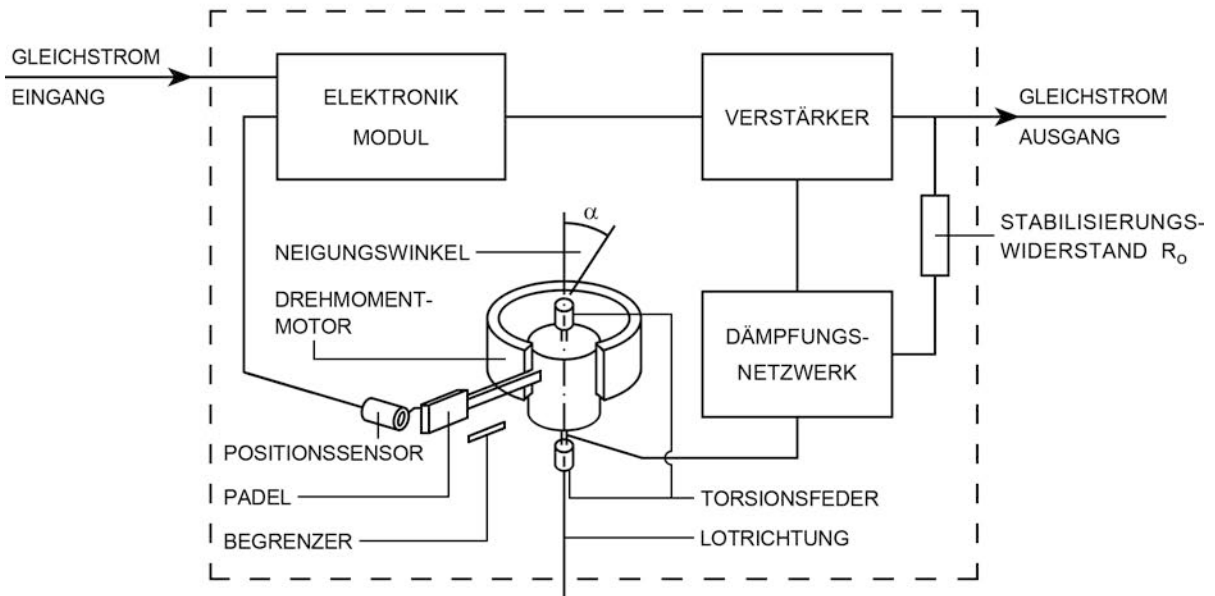 GLEICHSTROM
EINGANG
ELEKTRONIK
MODUL
VERSTÄRKER
GLEICHSTROM
AUSGANG
α
NEIGUNGSWINKEL
STABILISIERUNGS-
WIDERSTAND Ro
DREHMOMENT-
MOTOR
DÄMPFUNGS-
NETZWERK
POSITIONSSENSOR
PADEL
TORSIONSFEDER
BEGRENZER
LOTRICHTUNG